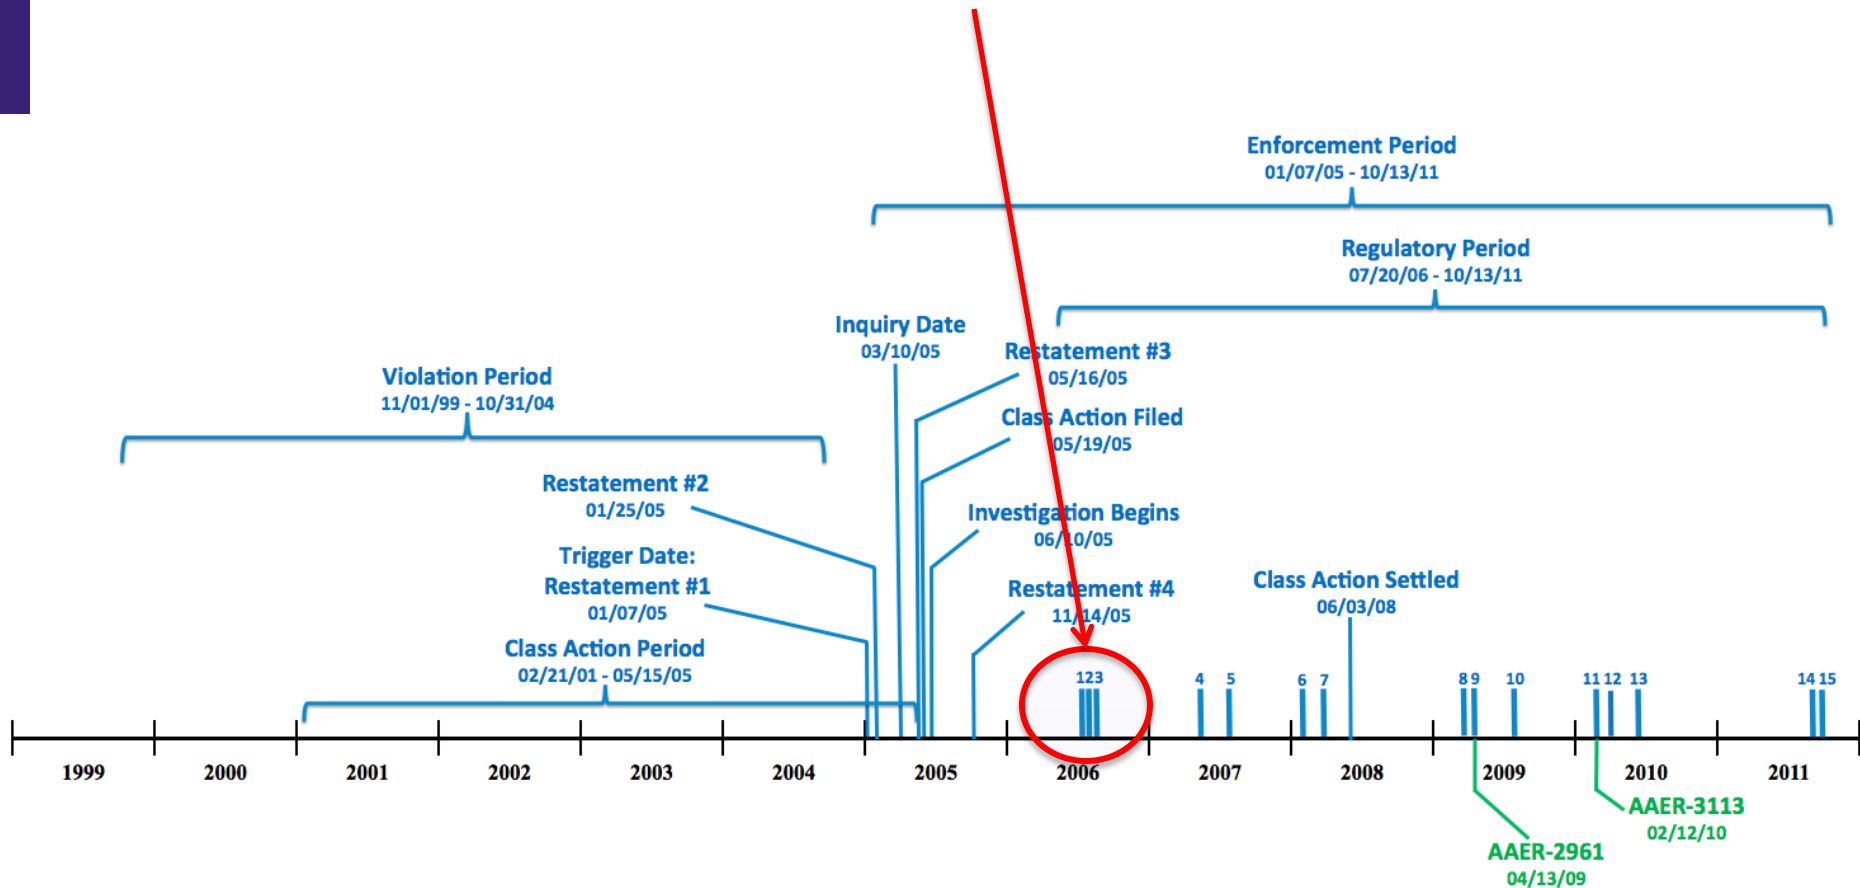 Enforcement Period
01/07/05 - 10/13/11
Regulatory Period
07/20/06 - 10/13/11
Inquiry Date
03/10/05
Restatement #3
05/16/05
Violation Period
11/01/99 - 10/31/04
Class Action Filed
05/19/05
Restatement #2
01/25/05
Investigation Begins
06/10/05
Trigger Date:
Restatement #1
01/07/05
Restatement #4
11/14/05
Class Action Settled
06/03/08
Class Action Period
02/21/01 - 05/15/05
123 4 5 6 7 8 9 10 11 12 13 14 15
1999 2000 2001 2002 2003 2004 2005 2006 2007 2008 2009 2010 2011
AAER-3113
02/12/10
AAER-2961
04/13/09